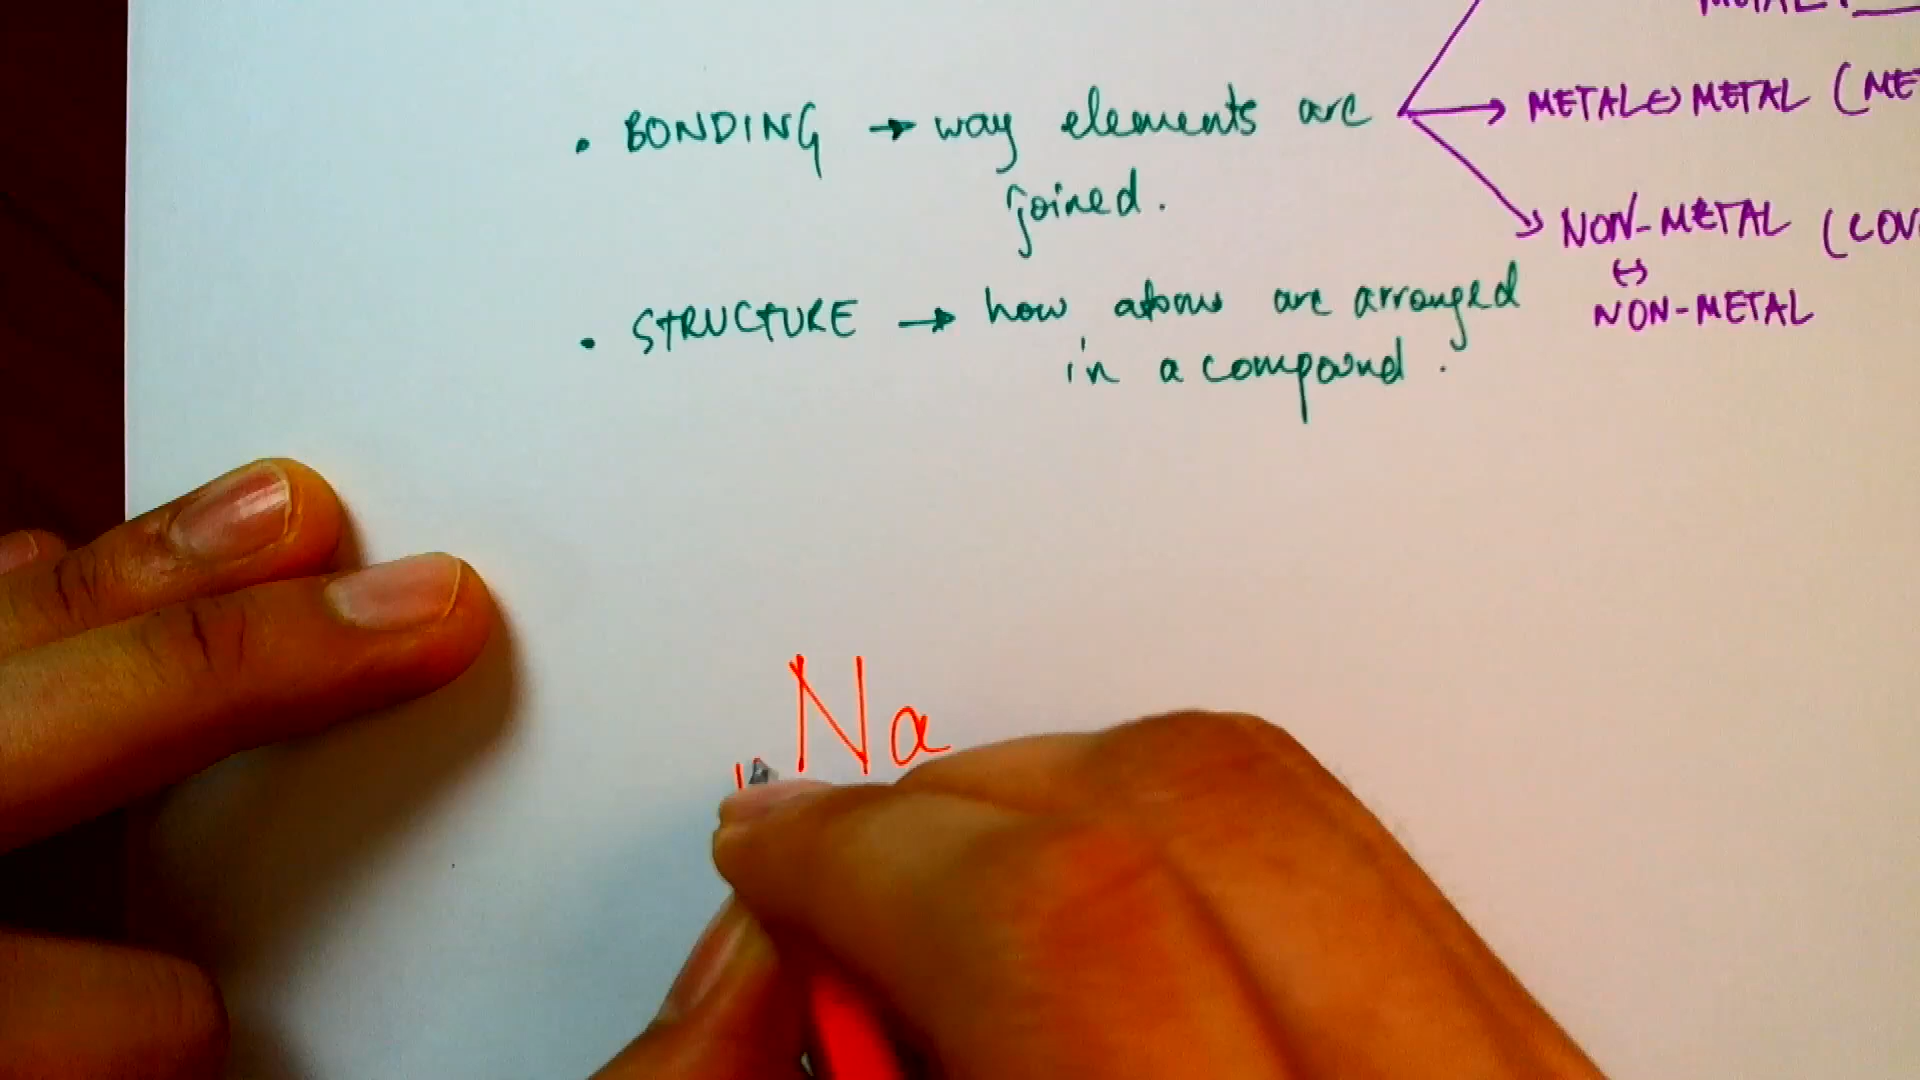 • BONDING → way elements are
joined.
METAL ↔ METAL (ME
NON-METAL (COV
↔
NON-METAL
• STRUCTURE → how atoms are arranged
in a compound.
Na